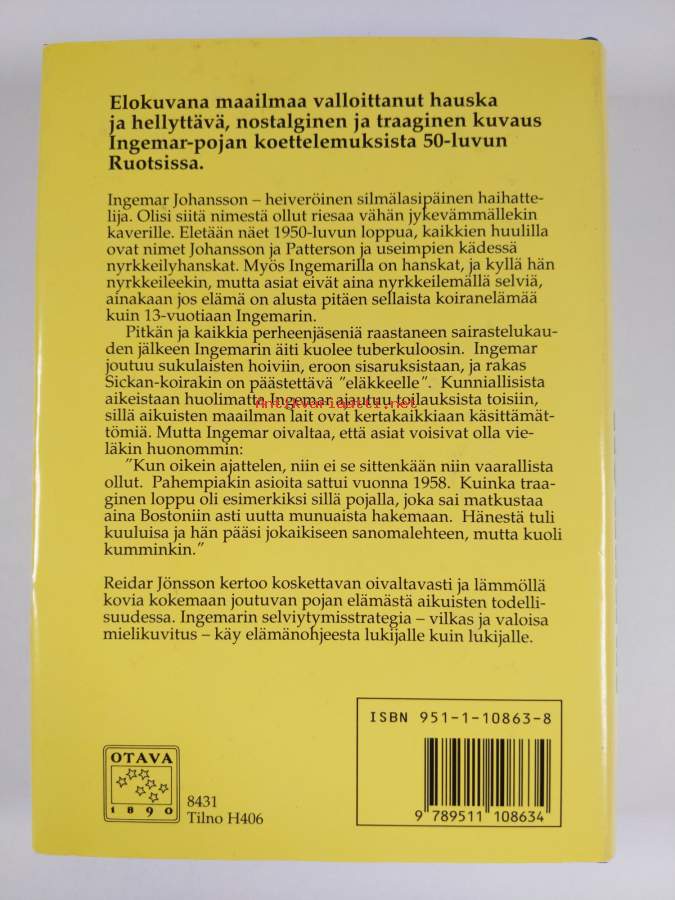 Elokuvana maailmaa valloittanut hauska
ja hellyttävä, nostalginen ja traaginen kuvaus
Ingemar-pojan koettelemuksista 50-luvun
Ruotsissa.
Ingemar Johansson – heiveröinen silmälasipäinen haihatte-
lija. Olisi siitä nimestä ollut riesaa vähän jykevämmällekin
kaverille. Eletään näet 1950-luvun loppua, kaikkien huulilla
ovat nimet Johansson ja Patterson ja useimpien kädessä
nyrkkeilyhanskat. Myös Ingemarilla on hanskat, ja kyllä hän
nyrkkeileekin, mutta asiat eivät aina nyrkkeilemällä selviä,
ainakaan jos elämä on alusta pitäen sellaista koiranelämää
kuin 13-vuotiaan Ingemarin.
Pitkän ja kaikkia perheenjäseniä raastaneen sairastelukau-
den jälkeen Ingemarin äiti kuolee tuberkuloosiin. Ingemar
joutuu sukulaisten hoiviin, eroon sisaruksistaan, ja rakas
Sickan-koirakin on päästettävä ”eläkkeelle”. Kunniallisista
aikeistaan huolimatta Ingemar ajautuu toilauksista toisiin,
Antikvariaatti.net
sillä aikuisten maailman lait ovat kertakaikkiaan käsittämät-
tömiä. Mutta Ingemar oivaltaa, että asiat voisivat olla vie-
läkin huonommin:
”Kun oikein ajattelen, niin ei se sittenkään niin vaarallista
ollut. Pahempiakin asioita sattui vuonna 1958. Kuinka traa-
ginen loppu oli esimerkiksi sillä pojalla, joka sai matkustaa
aina Bostoniin asti uutta munuaista hakemaan. Hänestä tuli
kuuluisa ja hän pääsi jokaikiseen sanomalehteen, mutta kuoli
kumminkin.”
Reidar Jönsson kertoo koskettavan oivaltavasti ja lämmöllä
kovia kokemaan joutuvan pojan elämästä aikuisten todelli-
suudessa. Ingemarin selviytymisstrategia – vilkas ja valoisa
mielikuvitus – käy elämänohjeesta lukijalle kuin lukijalle.
ISBN 951-1-10863-8
9 789511 108634
OTAVA
1890
8431
Tilno H406